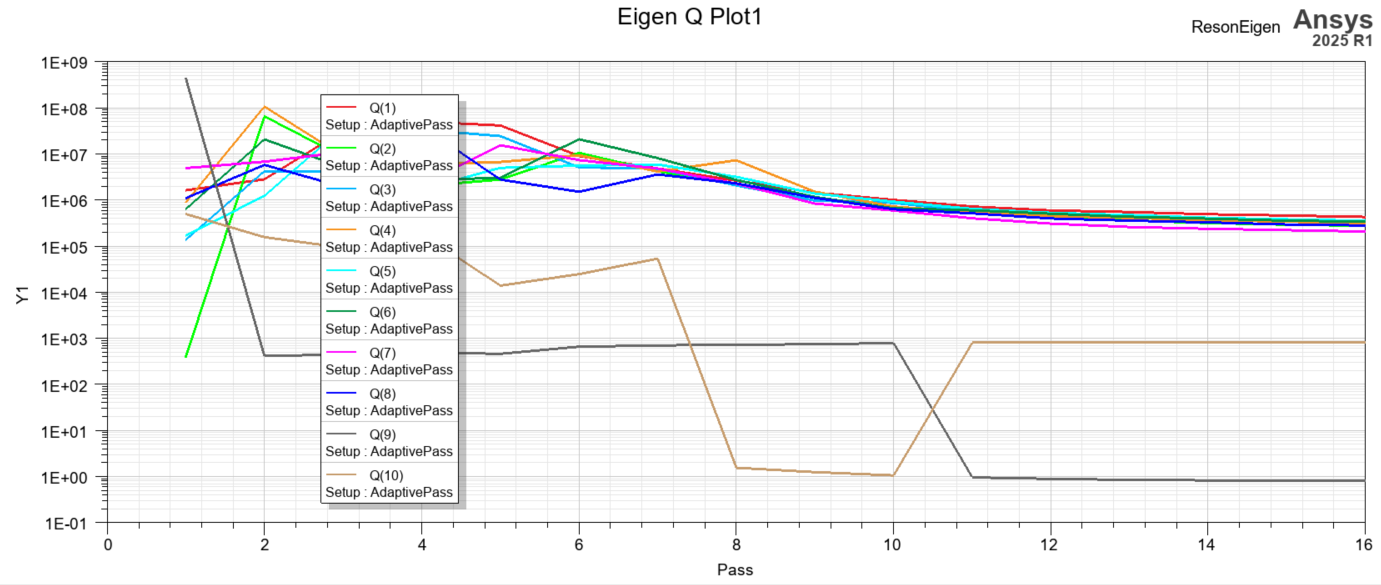 Eigen Q Plot1
ResonEigen
Ansys
2025 R1
1E+09
1E+08
1E+07
1E+06
1E+05
1E+04
1E+03
1E+02
1E+01
1E+00
1E-01
Y1
Q(1)
Setup : AdaptivePass
Q(2)
Setup : AdaptivePass
Q(3)
Setup : AdaptivePass
Q(4)
Setup : AdaptivePass
Q(5)
Setup : AdaptivePass
Q(6)
Setup : AdaptivePass
Q(7)
Setup : AdaptivePass
Q(8)
Setup : AdaptivePass
Q(9)
Setup : AdaptivePass
Q(10)
Setup : AdaptivePass
0 2 4 6 8 10 12 14 16
Pass